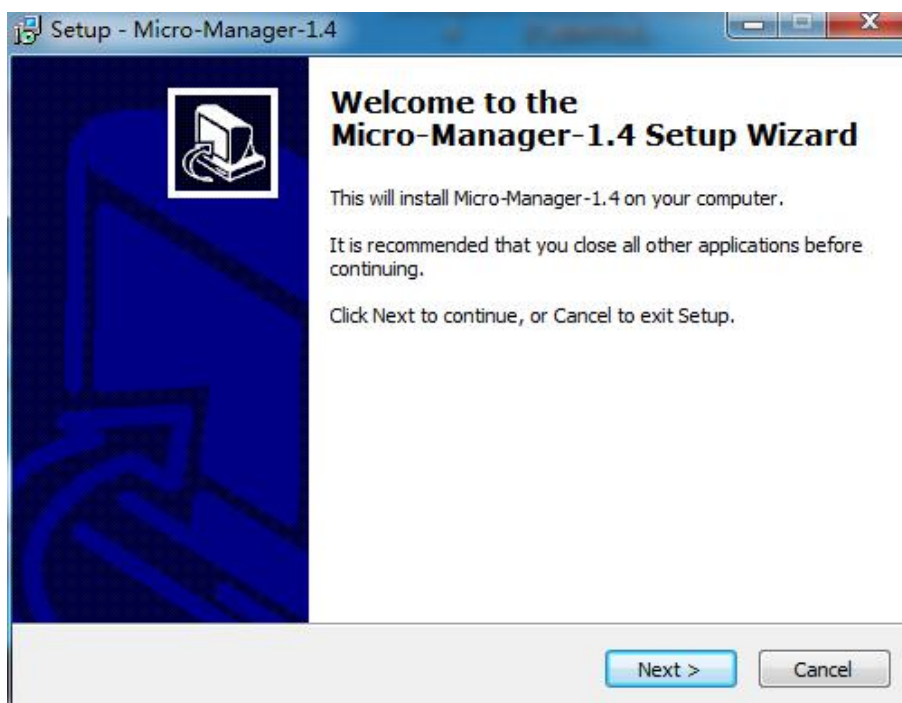 Setup - Micro-Manager-1.4
Welcome to the
Micro-Manager-1.4 Setup Wizard
This will install Micro-Manager-1.4 on your computer.
It is recommended that you close all other applications before
continuing.
Click Next to continue, or Cancel to exit Setup.
Next >
Cancel